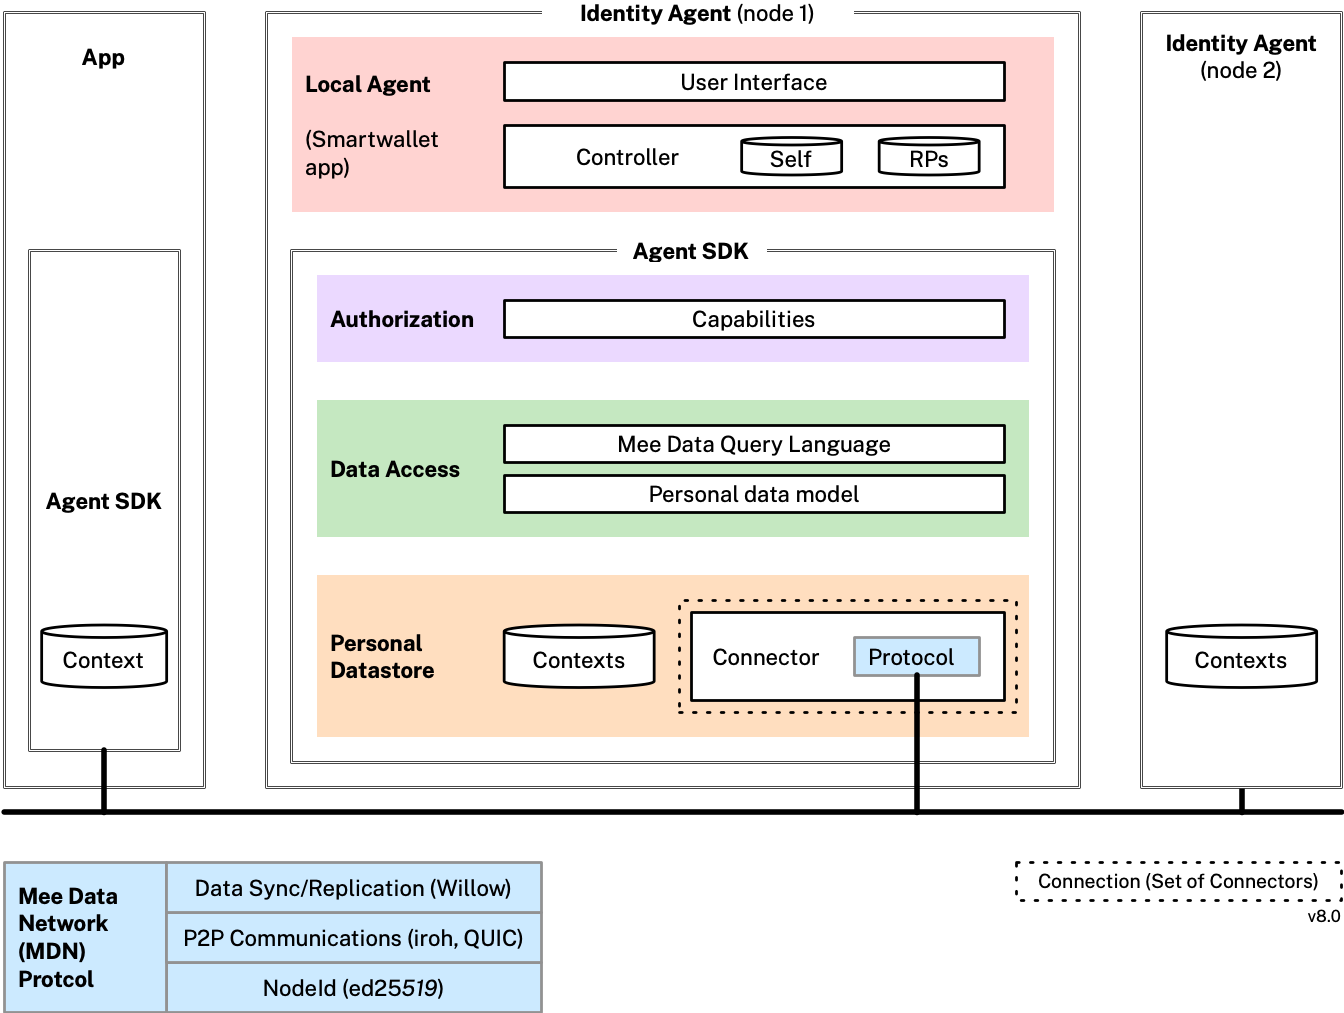 App
Agent SDK
Context
Identity Agent (node 1)
Local Agent
(Smartwallet
app)
User Interface
Controller
Self
RPs
Agent SDK
Authorization
Capabilities
Data Access
Mee Data Query Language
Personal data model
Personal
Datastore
Contexts
Connector
Protocol
Identity Agent
(node 2)
Contexts
Mee Data
Network
(MDN)
Protcol
Data Sync/Replication (Willow)
P2P Communications (iroh, QUIC)
NodeId (ed25519)
Connection (Set of Connectors)
v8.0